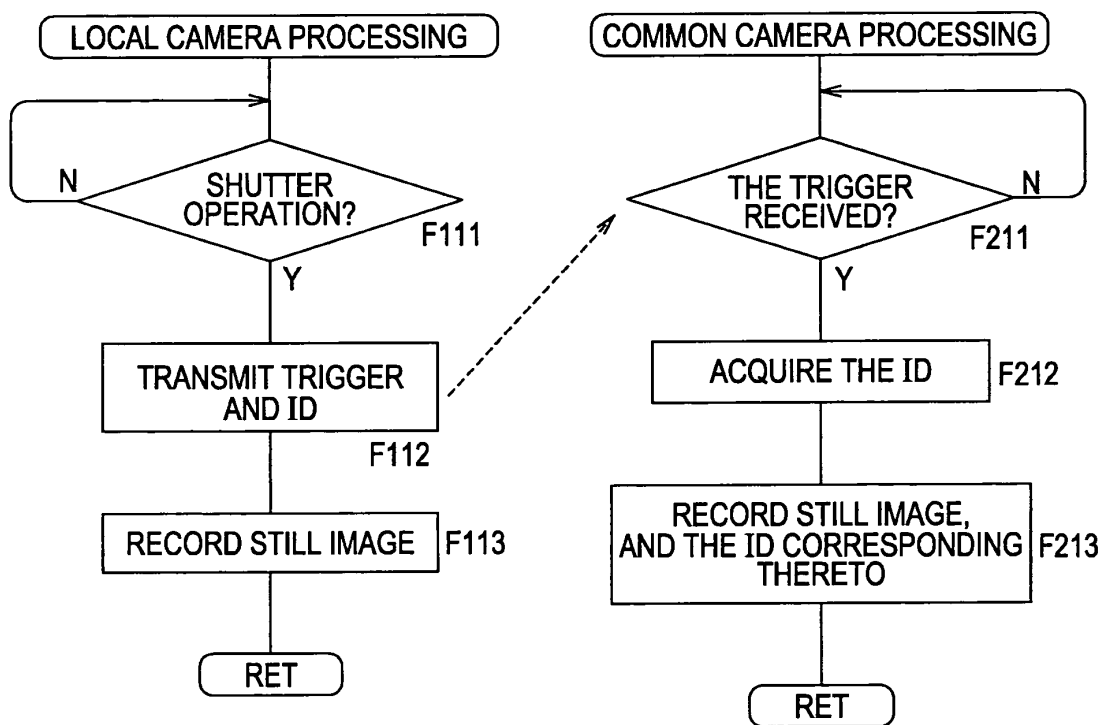 LOCAL CAMERA PROCESSING
N
SHUTTER
OPERATION?
F111
Y
TRANSMIT TRIGGER
AND ID
F112
RECORD STILL IMAGE
F113
RET
COMMON CAMERA PROCESSING
THE TRIGGER
RECEIVED?
N
F211
Y
ACQUIRE THE ID
F212
RECORD STILL IMAGE,
AND THE ID CORRESPONDING
THERETO
F213
RET